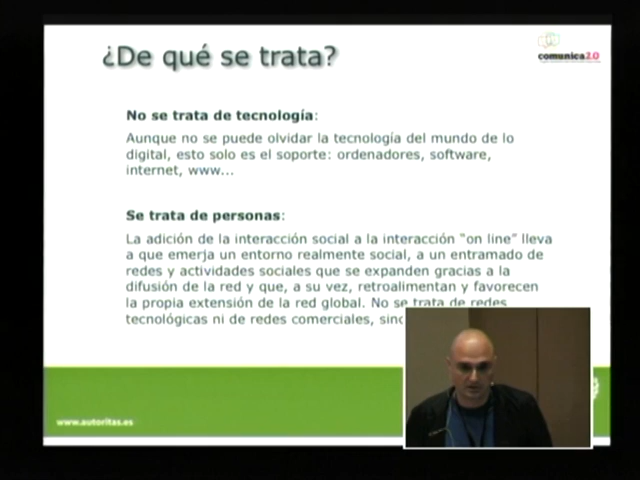 ¿De qué se trata?
comunica2.0
No se trata de tecnología:
Aunque no se puede olvidar la tecnología del mundo de lo
digital, esto solo es el soporte: ordenadores, software,
internet, www...
Se trata de personas:
La adición de la interacción social a la interacción "on line" lleva
a que emerja un entorno realmente social, a un entramado de
redes y actividades sociales que se expanden gracias a la
difusión de la red y que, a su vez, retroalimentan y favorecen
la propia extensión de la red global. No se trata de redes
tecnológicas ni de redes comerciales,
www.autoritas.es